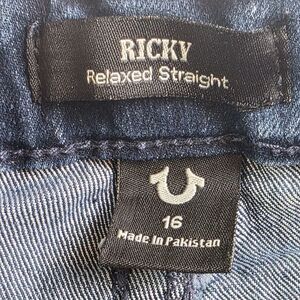 RICKY
Relaxed Straight
16
Made In Pakistan